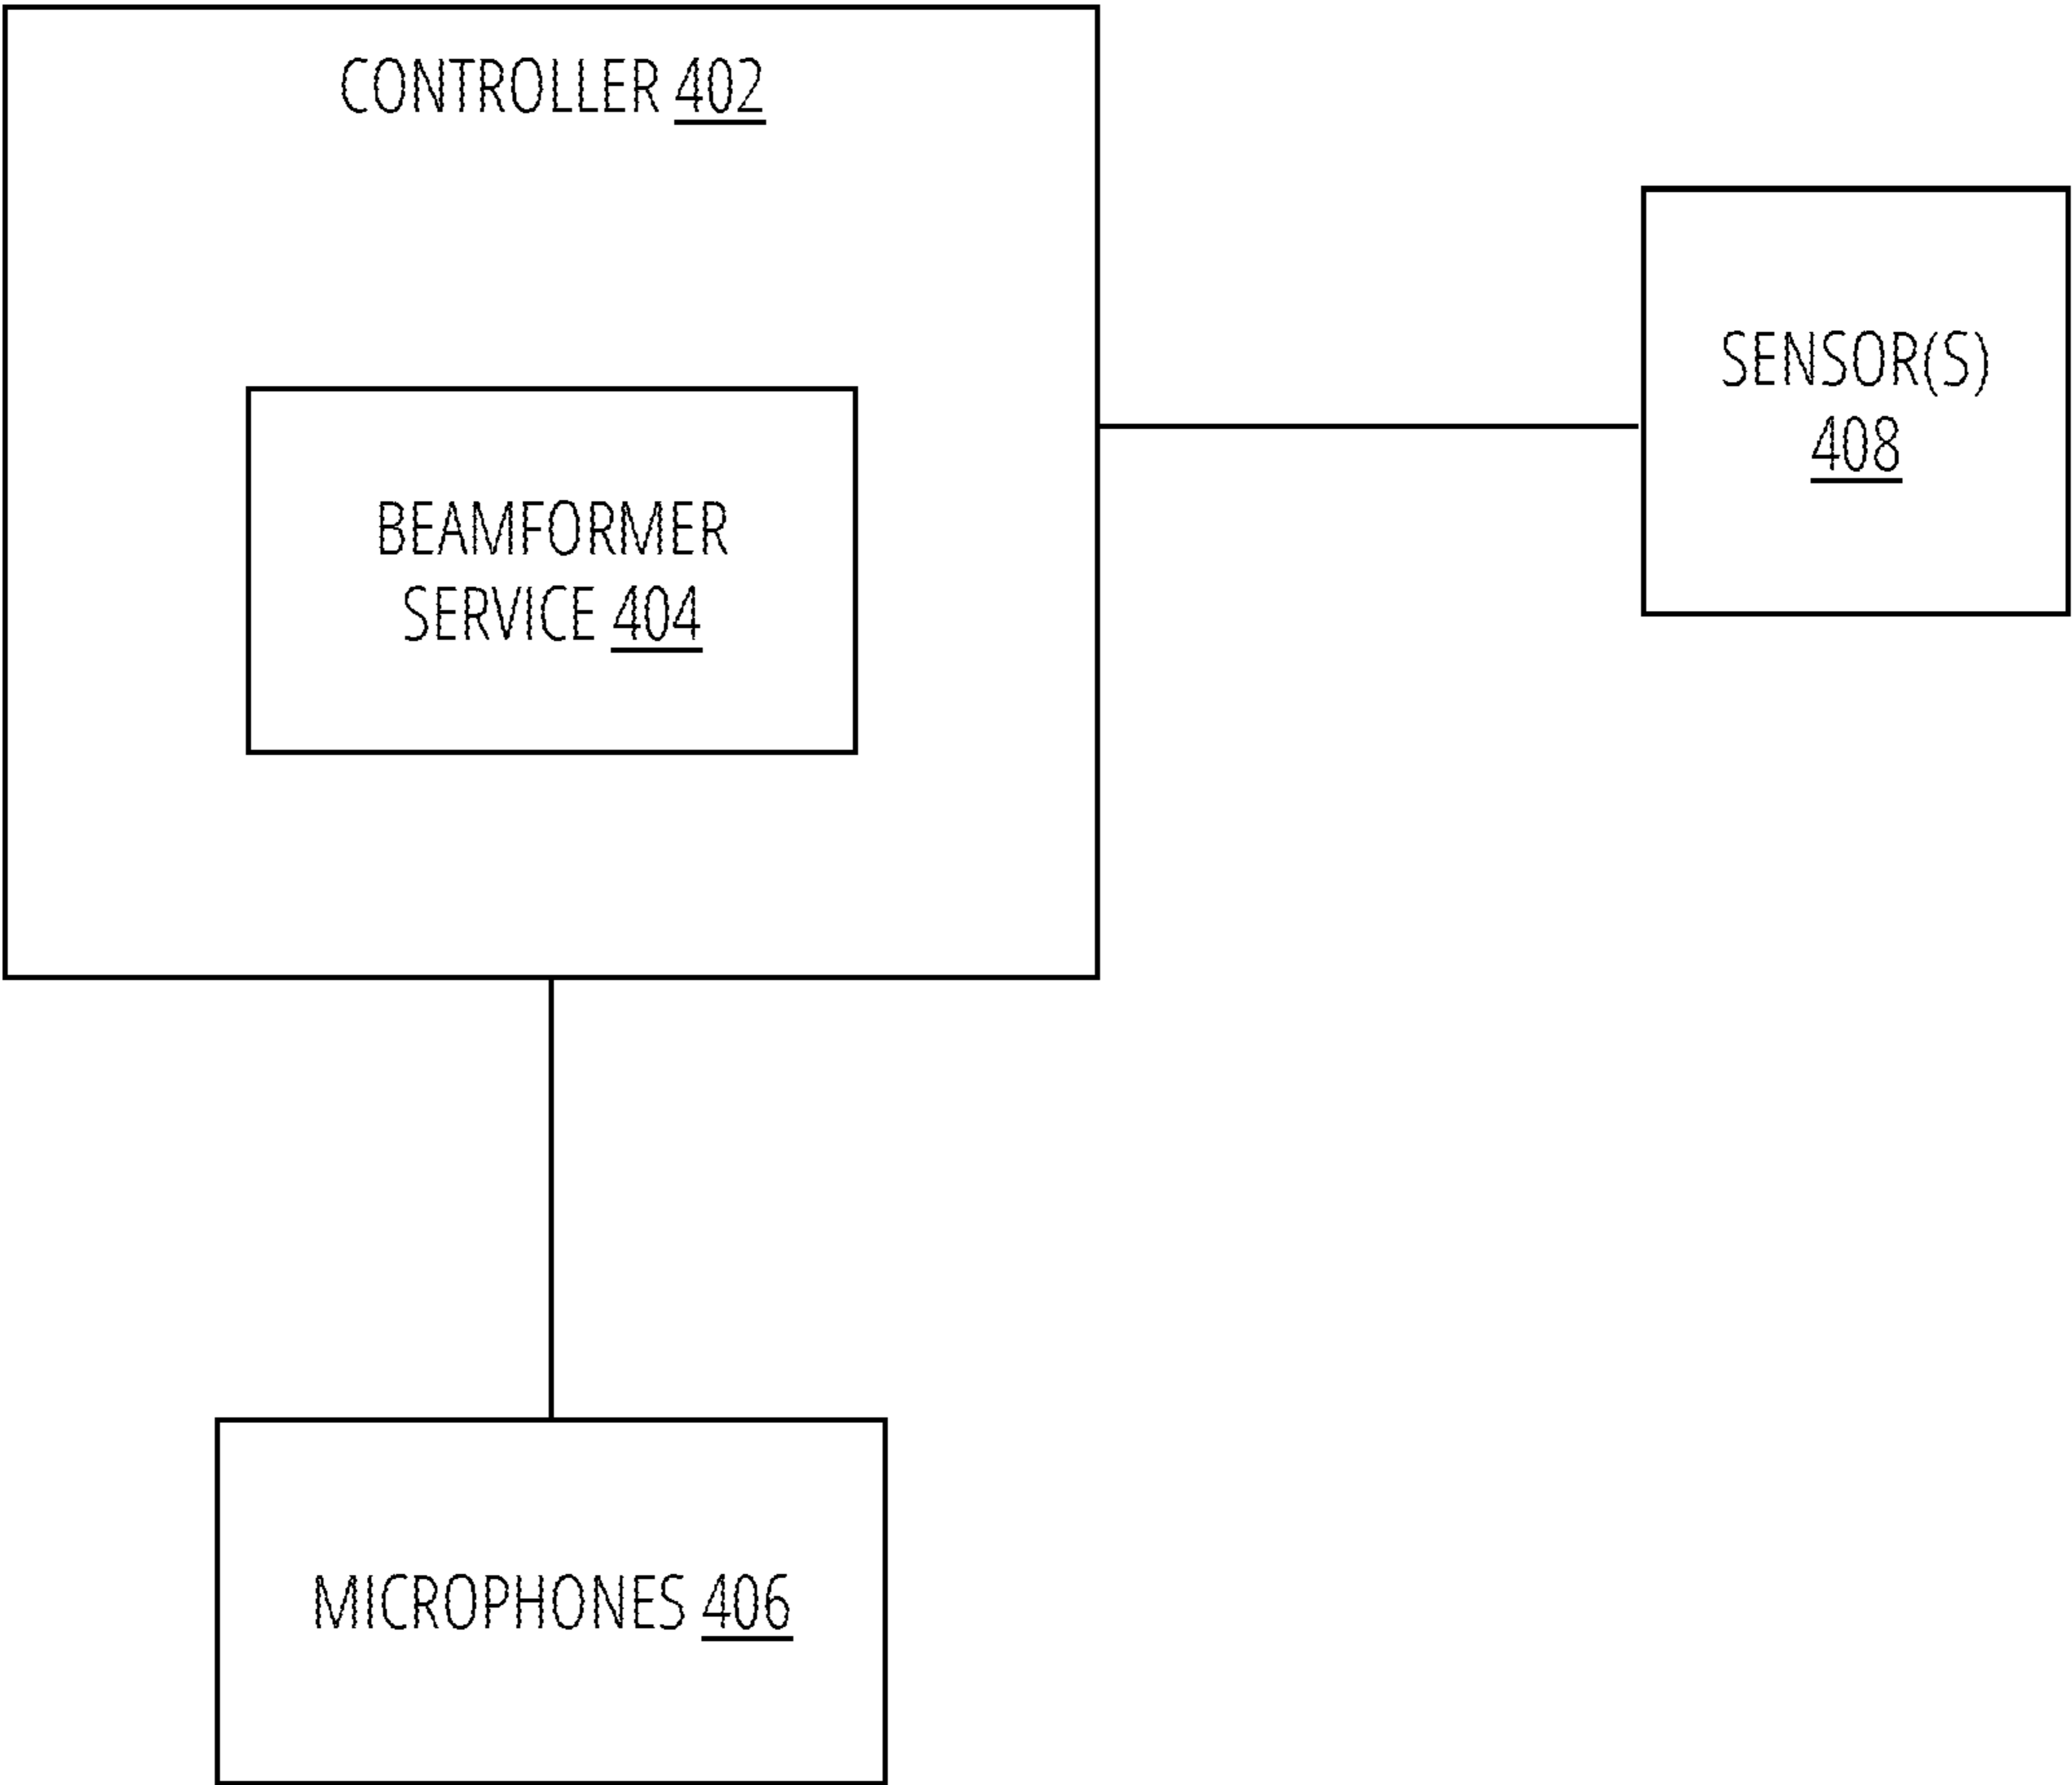 CONTROLLER 402
SENSOR(S)
408
BEAMFORMER
SERVICE 404
MICROPHONES 406